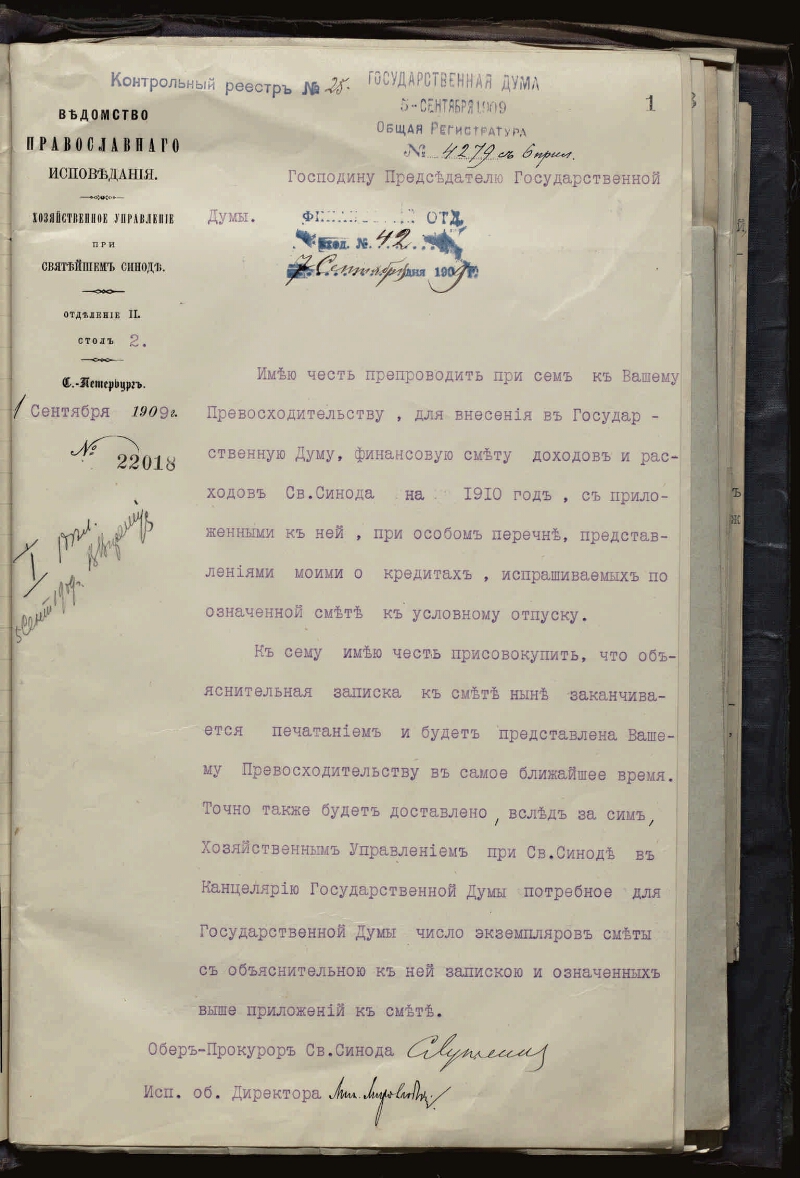 Контрольный реестръ № 25.
ГОСУДАРСТВЕННАЯ ДУМА
5-СЕНТЯБРЯ 1909
ОБЩАЯ РЕГИСТРАТУРА
№ 4279 съ 6 прил.
1
ВѢДОМСТВО
ПРАВОСЛАВНАГО
ИСПОВѢДАНІЯ.
ХОЗЯЙСТВЕННОЕ УПРАВЛЕНІЕ
ПРИ
СВЯТѢЙШЕМЪ СИНОДѢ.
ОТДѢЛЕНІЕ II.
СТОЛЪ 2.
С.-Петербургъ.
1 Сентября 1909 г.
№ 22018
I
5 Сент 1909 г.
Господину Предсѣдателю Государственной
Думы.
ОТД.
Вход. № 42
7 Сентября дня 1909 г.
Имѣю честь препроводить при семъ къ Вашему
Превосходительству , для внесенія въ Государ -
ственную Думу, финансовую смѣту доходовъ и рас-
ходовъ Св.Синода на 1910 годъ , съ прило-
женными къ ней , при особомъ перечнѣ, представ-
леніями моими о кредитахъ , испрашиваемыхъ по
означенной смѣтѣ къ условному отпуску.
Къ сему имѣю честь присовокупить, что объ-
яснительная записка къ смѣтѣ нынѣ заканчива-
ется печатаніемъ и будетъ представлена Ваше-
му Превосходительству въ самое ближайшее время.
Точно также будетъ доставлено, вслѣдъ за симъ,
Хозяйственнымъ Управленіемъ при Св.Синодѣ въ
Канцелярію Государственной Думы потребное для
Государственной Думы число экземпляровъ смѣты
съ объяснительною къ ней запискою и означенныхъ
выше приложеній къ смѣтѣ.
Оберъ-Прокуроръ Св.Синода
Исп. об. Директора